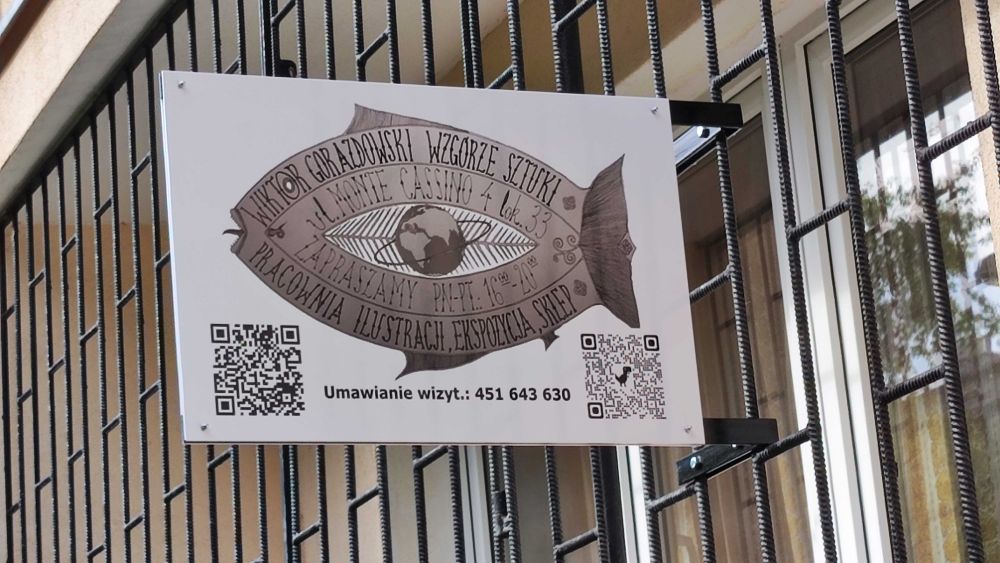 WIKTOR GORAZDOWSKI WZGÓRZE SZTUKI
ul. MONTE CASSINO 4 lok. 33
ZAPRASZAMY PN-PT. 16⁰⁰-20⁰⁰
PRACOWNIA ILUSTRACJI, EKSPOZYCJA, SKLEP
Umawianie wizyt.: 451 643 630